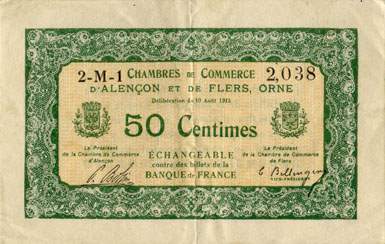 2-M-1 CHAMBRES DE COMMERCE 2,038
D'ALENÇON ET DE FLERS, ORNE
Délibération du 10 Août 1915
50 Centimes
Le Président
de la Chambre de Commerce
d'Alençon
ÉCHANGEABLE
contre des billets de la
BANQUE de FRANCE
Le Président
de la Chambre de Commerce
de Flers
VICE-PRÉSIDENT